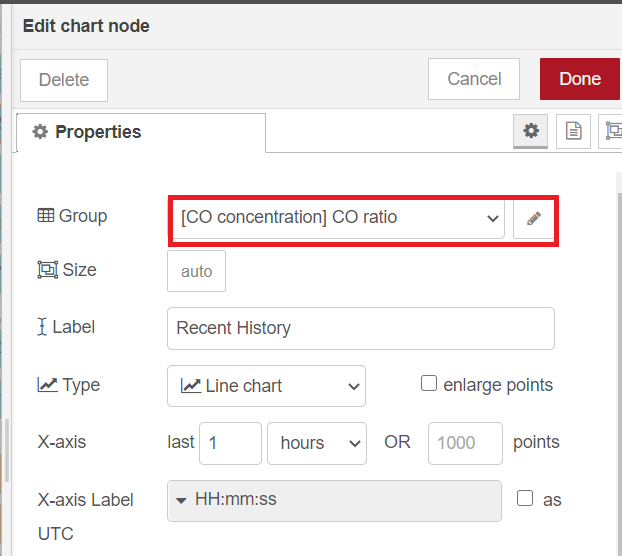 Edit chart node
Delete
Cancel
Done
Properties
Group
[CO concentration] CO ratio
Size
auto
Label
Recent History
Type
Line chart
enlarge points
X-axis
last
1
hours
OR
1000
points
X-axis Label
HH:mm:ss
as
UTC